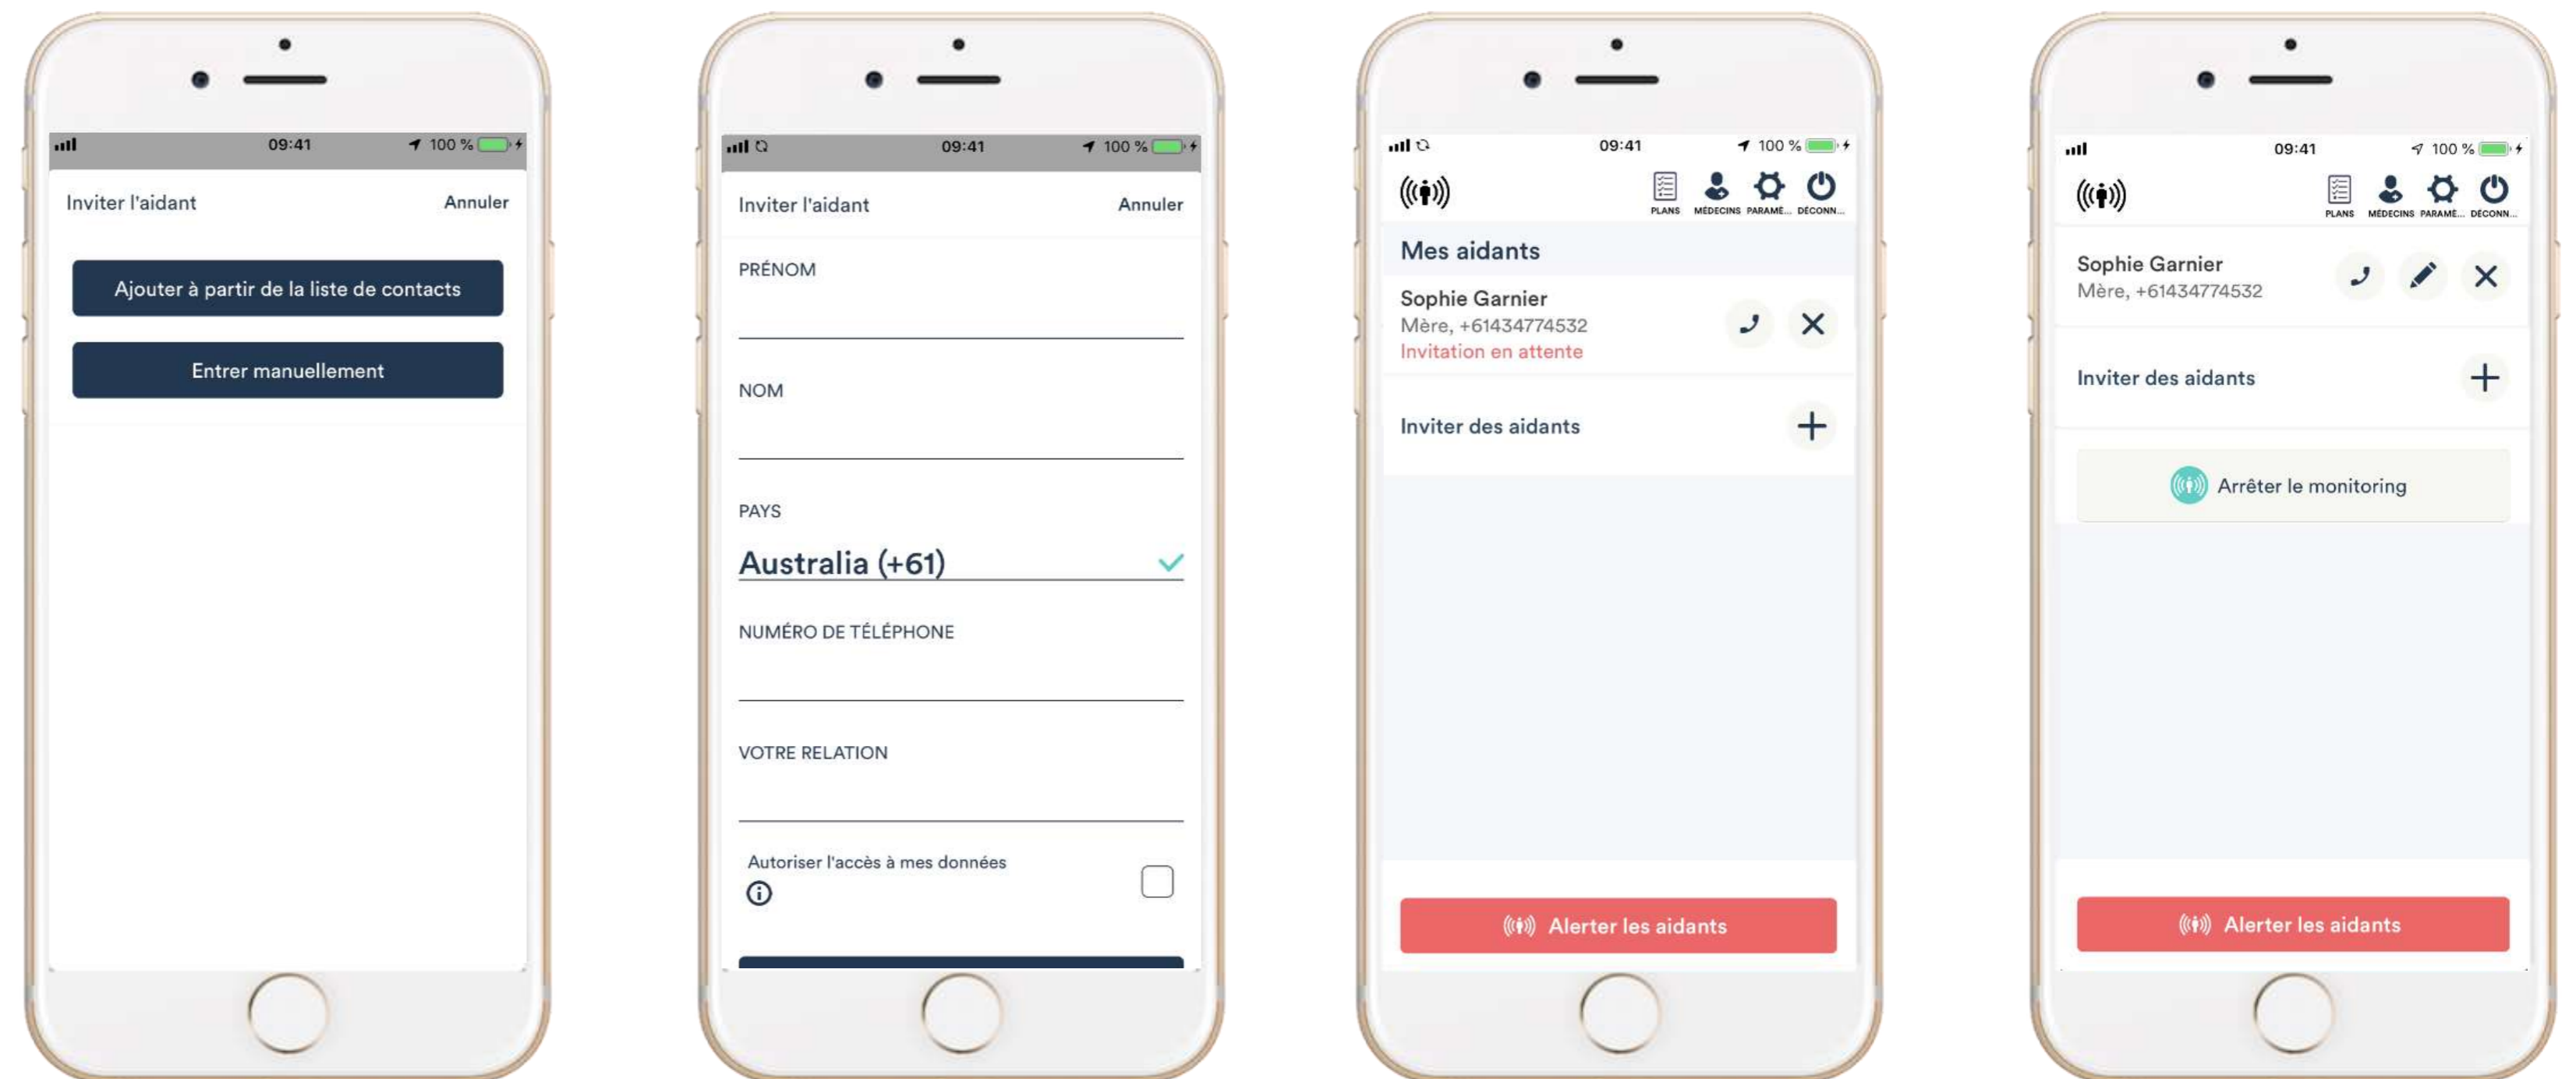 09:41
100 %
Inviter l'aidant
Annuler
Ajouter à partir de la liste de contacts
Entrer manuellement
09:41
100 %
Inviter l'aidant
Annuler
PRÉNOM
NOM
PAYS
Australia (+61)
NUMÉRO DE TÉLÉPHONE
VOTRE RELATION
Autoriser l'accès à mes données
09:41
100 %
PLANS
MÉDECINS
PARAMÈ...
DÉCONN...
Mes aidants
Sophie Garnier
Mère, +61434774532
Invitation en attente
Inviter des aidants
Alerter les aidants
09:41
100 %
PLANS
MÉDECINS
PARAMÈ...
DÉCONN...
Sophie Garnier
Mère, +61434774532
Inviter des aidants
Arrêter le monitoring
Alerter les aidants